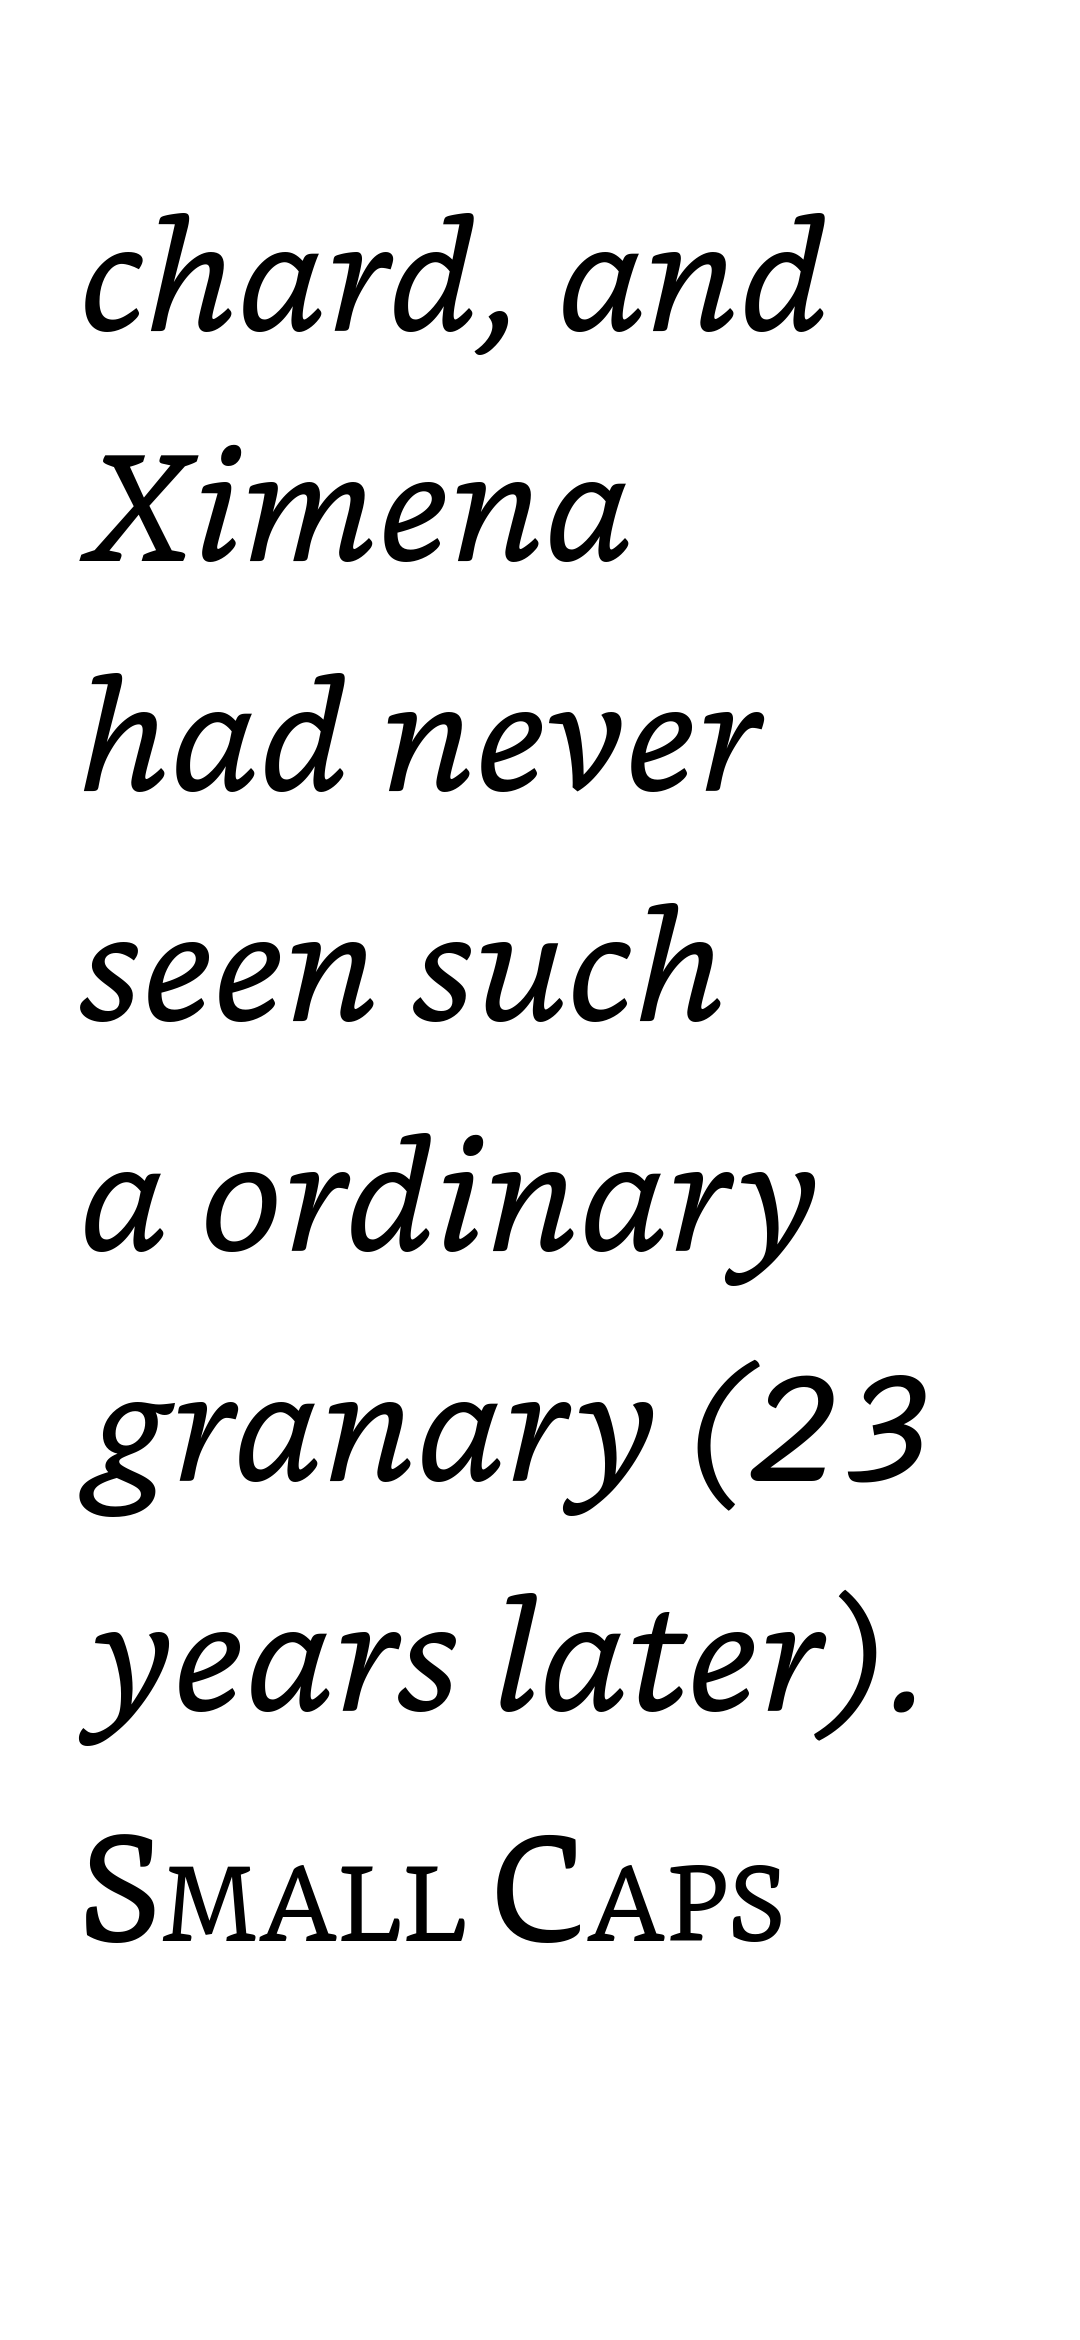 chard, and
Ximena
had never
seen such
a ordinary
granary (23
years later).
Small Caps